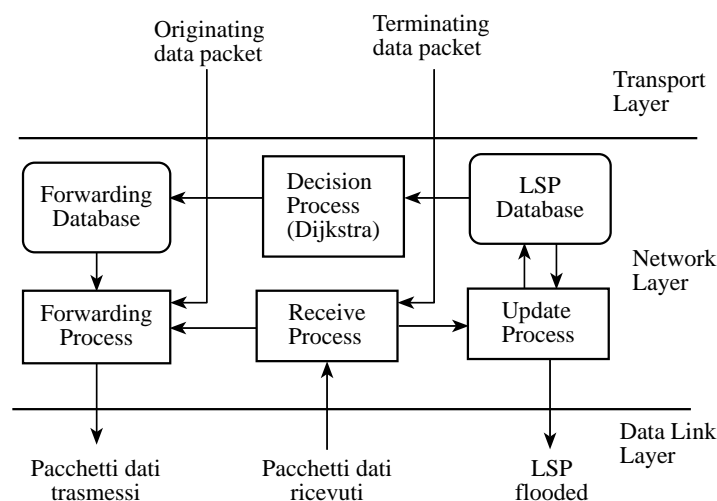 Originating
data packet
Terminating
data packet
Transport
Layer
Forwarding
Database
Decision
Process
(Dijkstra)
LSP
Database
Network
Layer
Forwarding
Process
Receive
Process
Update
Process
Data Link
Layer
Pacchetti dati
trasmessi
Pacchetti dati
ricevuti
LSP
flooded